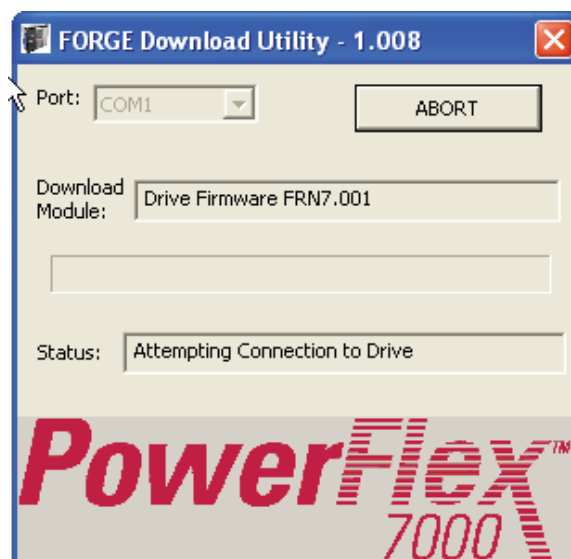 FORGE Download Utility - 1.008
Port:
COM1
ABORT
Download
Module:
Drive Firmware FRN7.001
Status:
Attempting Connection to Drive
PowerFlex™
7000